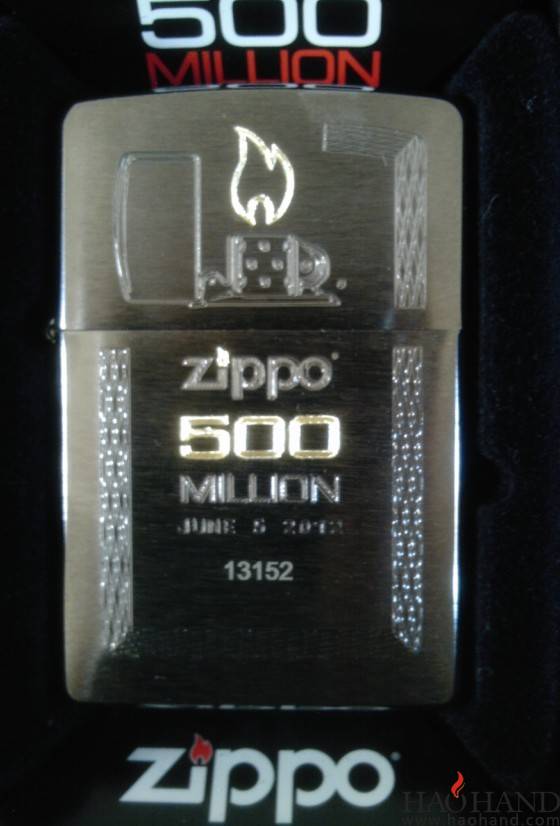 500
MILLION
zippo
500
MILLION
JUNE 5 2012
13152
zippo
HAOHAND
www.haohand.com